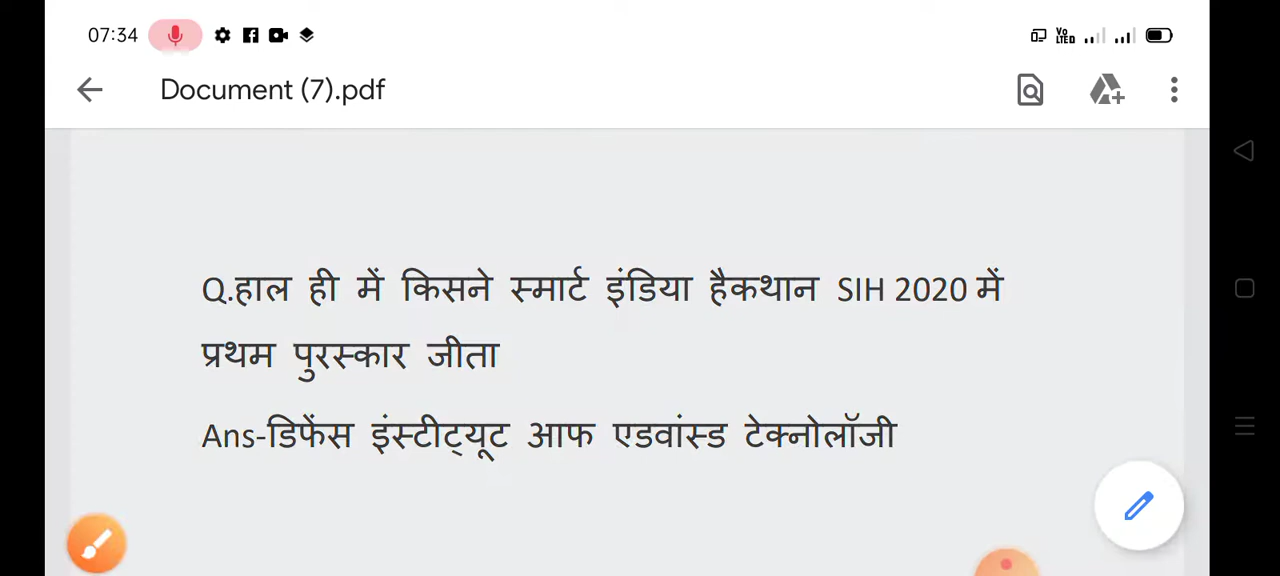 07:34
Document (7).pdf
Q.हाल ही में किसने स्मार्ट इंडिया हैकथान SIH 2020 में
प्रथम पुरस्कार जीता
Ans-डिफेंस इंस्टीट्यूट आफ एडवांस्ड टेक्नोलॉजी